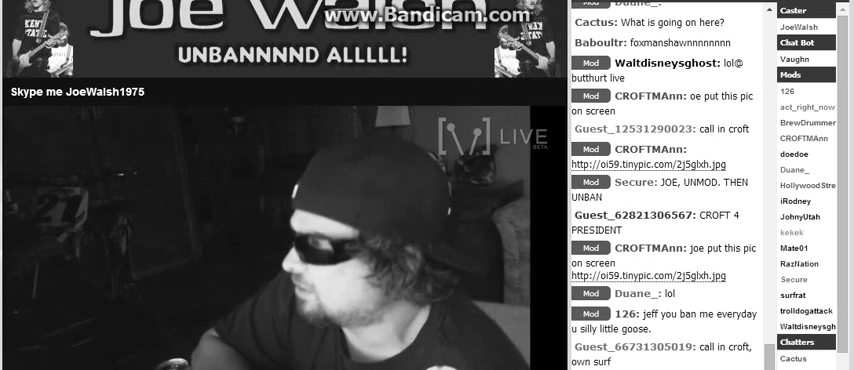 Joe Walsh
www.Bandicam.com
UNBANNNNND ALLLLL!
KENT
STATE
Skype me JoeWalsh1975
[V] LIVE
BETA
Mod Duane_:
Cactus: What is going on here?
Baboultr: foxmanshawnnnnnnnn
Mod Waltdisneysghost: lol@
butthurt live
Mod CROFTMAnn: oe put this pic
on screen
Guest_12531290023: call in croft
Mod CROFTMAnn:
http://oi59.tinypic.com/2j5glxh.jpg
Mod Secure: JOE, UNMOD. THEN
UNBAN
Guest_62821306567: CROFT 4
PRESIDENT
Mod CROFTMAnn: joe put this pic
on screen
http://oi59.tinypic.com/2j5glxh.jpg
Mod Duane_: lol
Mod 126: jeff you ban me everyday
u silly little goose.
Guest_66731305019: call in croft,
own surf
Caster
JoeWalsh
Chat Bot
Vaughn
Mods
126
act_right_now
BrewDrummer
CROFTMAnn
doedoe
Duane_
HollywoodStre
iRodney
JohnyUtah
kekek
Mate01
RazNation
Secure
surfrat
trolldogattack
Waltdisneysgh
Chatters
Cactus